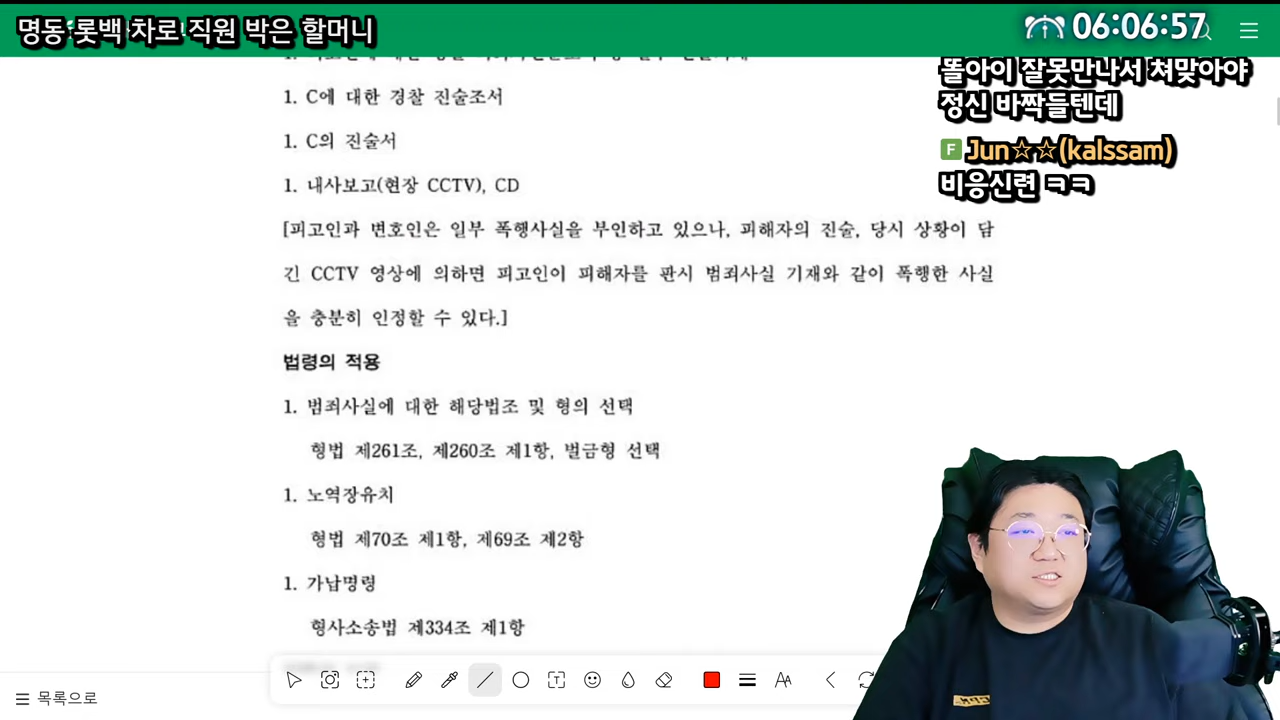 명동 롯백 차로 직원 박은 할머니
06:06:57
1. C에 대한 경찰 진술조서
1. C의 진술서
1. 내사보고(현장 CCTV), CD
[피고인과 변호인은 일부 폭행사실을 부인하고 있으나, 피해자의 진술, 당시 상황이 담
긴 CCTV 영상에 의하면 피고인이 피해자를 판시 범죄사실 기재와 같이 폭행한 사실
을 충분히 인정할 수 있다.]
법령의 적용
1. 범죄사실에 대한 해당법조 및 형의 선택
형법 제261조, 제260조 제1항, 벌금형 선택
1. 노역장유치
형법 제70조 제1항, 제69조 제2항
1. 가납명령
형사소송법 제334조 제1항
똘아이 잘못만나서 쳐맞아야
정신 바짝들텐데
F Jun☆☆(kalssam)
비응신련 ㅋㅋ
목록으로